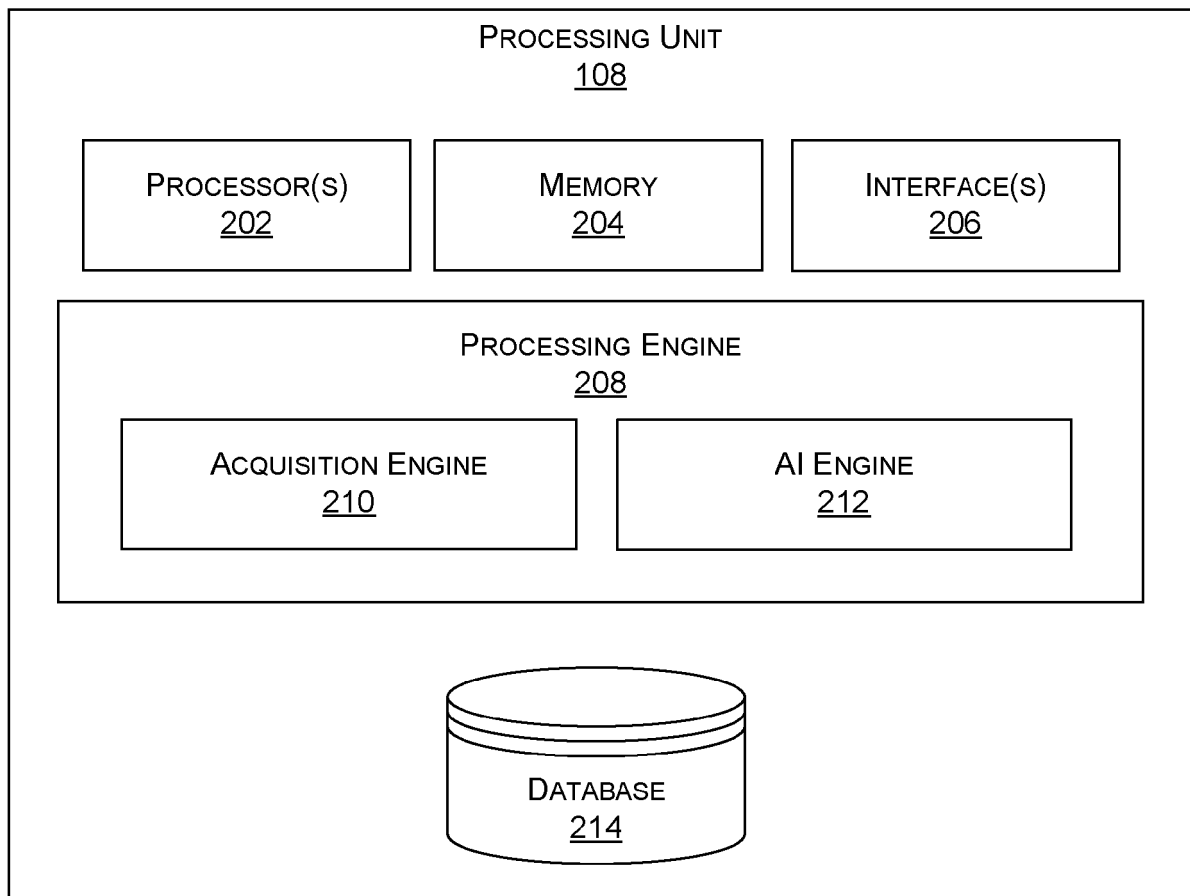 PROCESSING UNIT
108
PROCESSOR(S)
202
MEMORY
204
INTERFACE(S)
206
PROCESSING ENGINE
208
ACQUISITION ENGINE
210
AI ENGINE
212
DATABASE
214